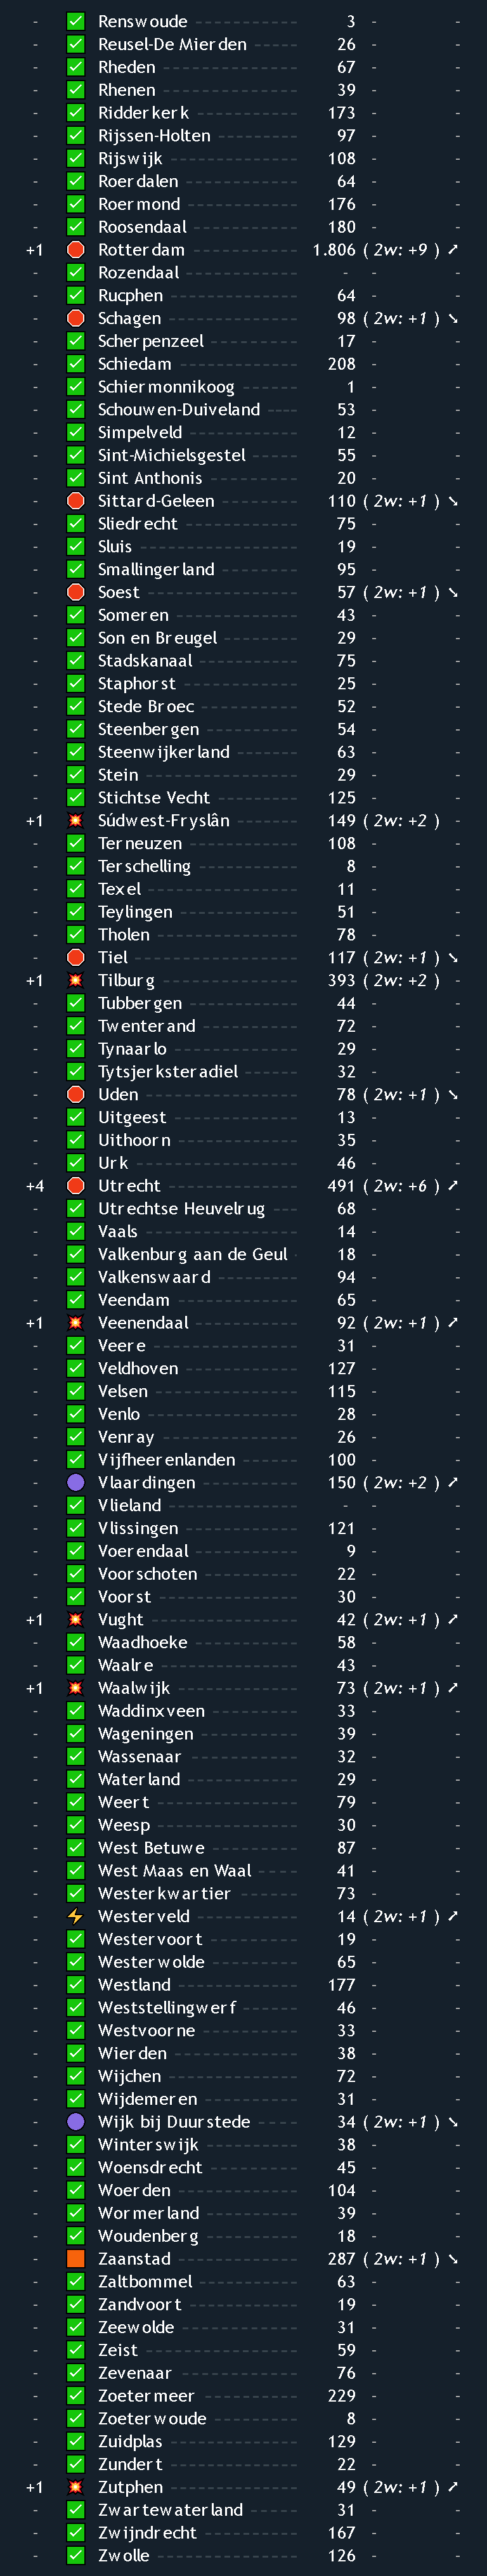 - ✅ Renswoude 3 - -
- ✅ Reusel-De Mierden 26 - -
- ✅ Rheden 67 - -
- ✅ Rhenen 39 - -
- ✅ Ridderkerk 173 - -
- ✅ Rijssen-Holten 97 - -
- ✅ Rijswijk 108 - -
- ✅ Roerdalen 64 - -
- ✅ Roermond 176 - -
- ✅ Roosendaal 180 - -
+1 🛑 Rotterdam 1.806 ( 2w: +9 ) ↗
- ✅ Rozendaal - - -
- ✅ Rucphen 64 - -
- 🛑 Schagen 98 ( 2w: +1 ) ↘
- ✅ Scherpenzeel 17 - -
- ✅ Schiedam 208 - -
- ✅ Schiermonnikoog 1 - -
- ✅ Schouwen-Duiveland 53 - -
- ✅ Simpelveld 12 - -
- ✅ Sint-Michielsgestel 55 - -
- ✅ Sint Anthonis 20 - -
- 🛑 Sittard-Geleen 110 ( 2w: +1 ) ↘
- ✅ Sliedrecht 75 - -
- ✅ Sluis 19 - -
- ✅ Smallingerland 95 - -
- 🛑 Soest 57 ( 2w: +1 ) ↘
- ✅ Someren 43 - -
- ✅ Son en Breugel 29 - -
- ✅ Stadskanaal 75 - -
- ✅ Staphorst 25 - -
- ✅ Stede Broec 52 - -
- ✅ Steenbergen 54 - -
- ✅ Steenwijkerland 63 - -
- ✅ Stein 29 - -
- ✅ Stichtse Vecht 125 - -
+1 💥 Súdwest-Fryslân 149 ( 2w: +2 ) -
- ✅ Terneuzen 108 - -
- ✅ Terschelling 8 - -
- ✅ Texel 11 - -
- ✅ Teylingen 51 - -
- ✅ Tholen 78 - -
- 🛑 Tiel 117 ( 2w: +1 ) ↘
+1 💥 Tilburg 393 ( 2w: +2 ) -
- ✅ Tubbergen 44 - -
- ✅ Twenterand 72 - -
- ✅ Tynaarlo 29 - -
- ✅ Tytsjerksteradiel 32 - -
- 🛑 Uden 78 ( 2w: +1 ) ↘
- ✅ Uitgeest 13 - -
- ✅ Uithoorn 35 - -
- ✅ Urk 46 - -
+4 🛑 Utrecht 491 ( 2w: +6 ) ↗
- ✅ Utrechtse Heuvelrug 68 - -
- ✅ Vaals 14 - -
- ✅ Valkenburg aan de Geul 18 - -
- ✅ Valkenswaard 94 - -
- ✅ Veendam 65 - -
+1 💥 Veenendaal 92 ( 2w: +1 ) ↗
- ✅ Veere 31 - -
- ✅ Veldhoven 127 - -
- ✅ Velsen 115 - -
- ✅ Venlo 28 - -
- ✅ Venray 26 - -
- ✅ Vijfheerenlanden 100 - -
- 🟣 Vlaardingen 150 ( 2w: +2 ) ↗
- ✅ Vlieland - - -
- ✅ Vlissingen 121 - -
- ✅ Voerendaal 9 - -
- ✅ Voorschoten 22 - -
- ✅ Voorst 30 - -
+1 💥 Vught 42 ( 2w: +1 ) ↗
- ✅ Waadhoeke 58 - -
- ✅ Waalre 43 - -
+1 💥 Waalwijk 73 ( 2w: +1 ) ↗
- ✅ Waddinxveen 33 - -
- ✅ Wageningen 39 - -
- ✅ Wassenaar 32 - -
- ✅ Waterland 29 - -
- ✅ Weert 79 - -
- ✅ Weesp 30 - -
- ✅ West Betuwe 87 - -
- ✅ West Maas en Waal 41 - -
- ✅ Westerkwartier 73 - -
- ⚡ Westerveld 14 ( 2w: +1 ) ↗
- ✅ Westervoort 19 - -
- ✅ Westerwolde 65 - -
- ✅ Westland 177 - -
- ✅ Weststellingwerf 46 - -
- ✅ Westvoorne 33 - -
- ✅ Wierden 38 - -
- ✅ Wijchen 72 - -
- ✅ Wijdemeren 31 - -
- 🟣 Wijk bij Duurstede 34 ( 2w: +1 ) ↘
- ✅ Winterswijk 38 - -
- ✅ Woensdrecht 45 - -
- ✅ Woerden 104 - -
- ✅ Wormerland 39 - -
- ✅ Woudenberg 18 - -
- 🟧 Zaanstad 287 ( 2w: +1 ) ↘
- ✅ Zaltbommel 63 - -
- ✅ Zandvoort 19 - -
- ✅ Zeewolde 31 - -
- ✅ Zeist 59 - -
- ✅ Zevenaar 76 - -
- ✅ Zoetermeer 229 - -
- ✅ Zoeterwoude 8 - -
- ✅ Zuidplas 129 - -
- ✅ Zundert 22 - -
+1 💥 Zutphen 49 ( 2w: +1 ) ↗
- ✅ Zwartewaterland 31 - -
- ✅ Zwijndrecht 167 - -
- ✅ Zwolle 126 - -